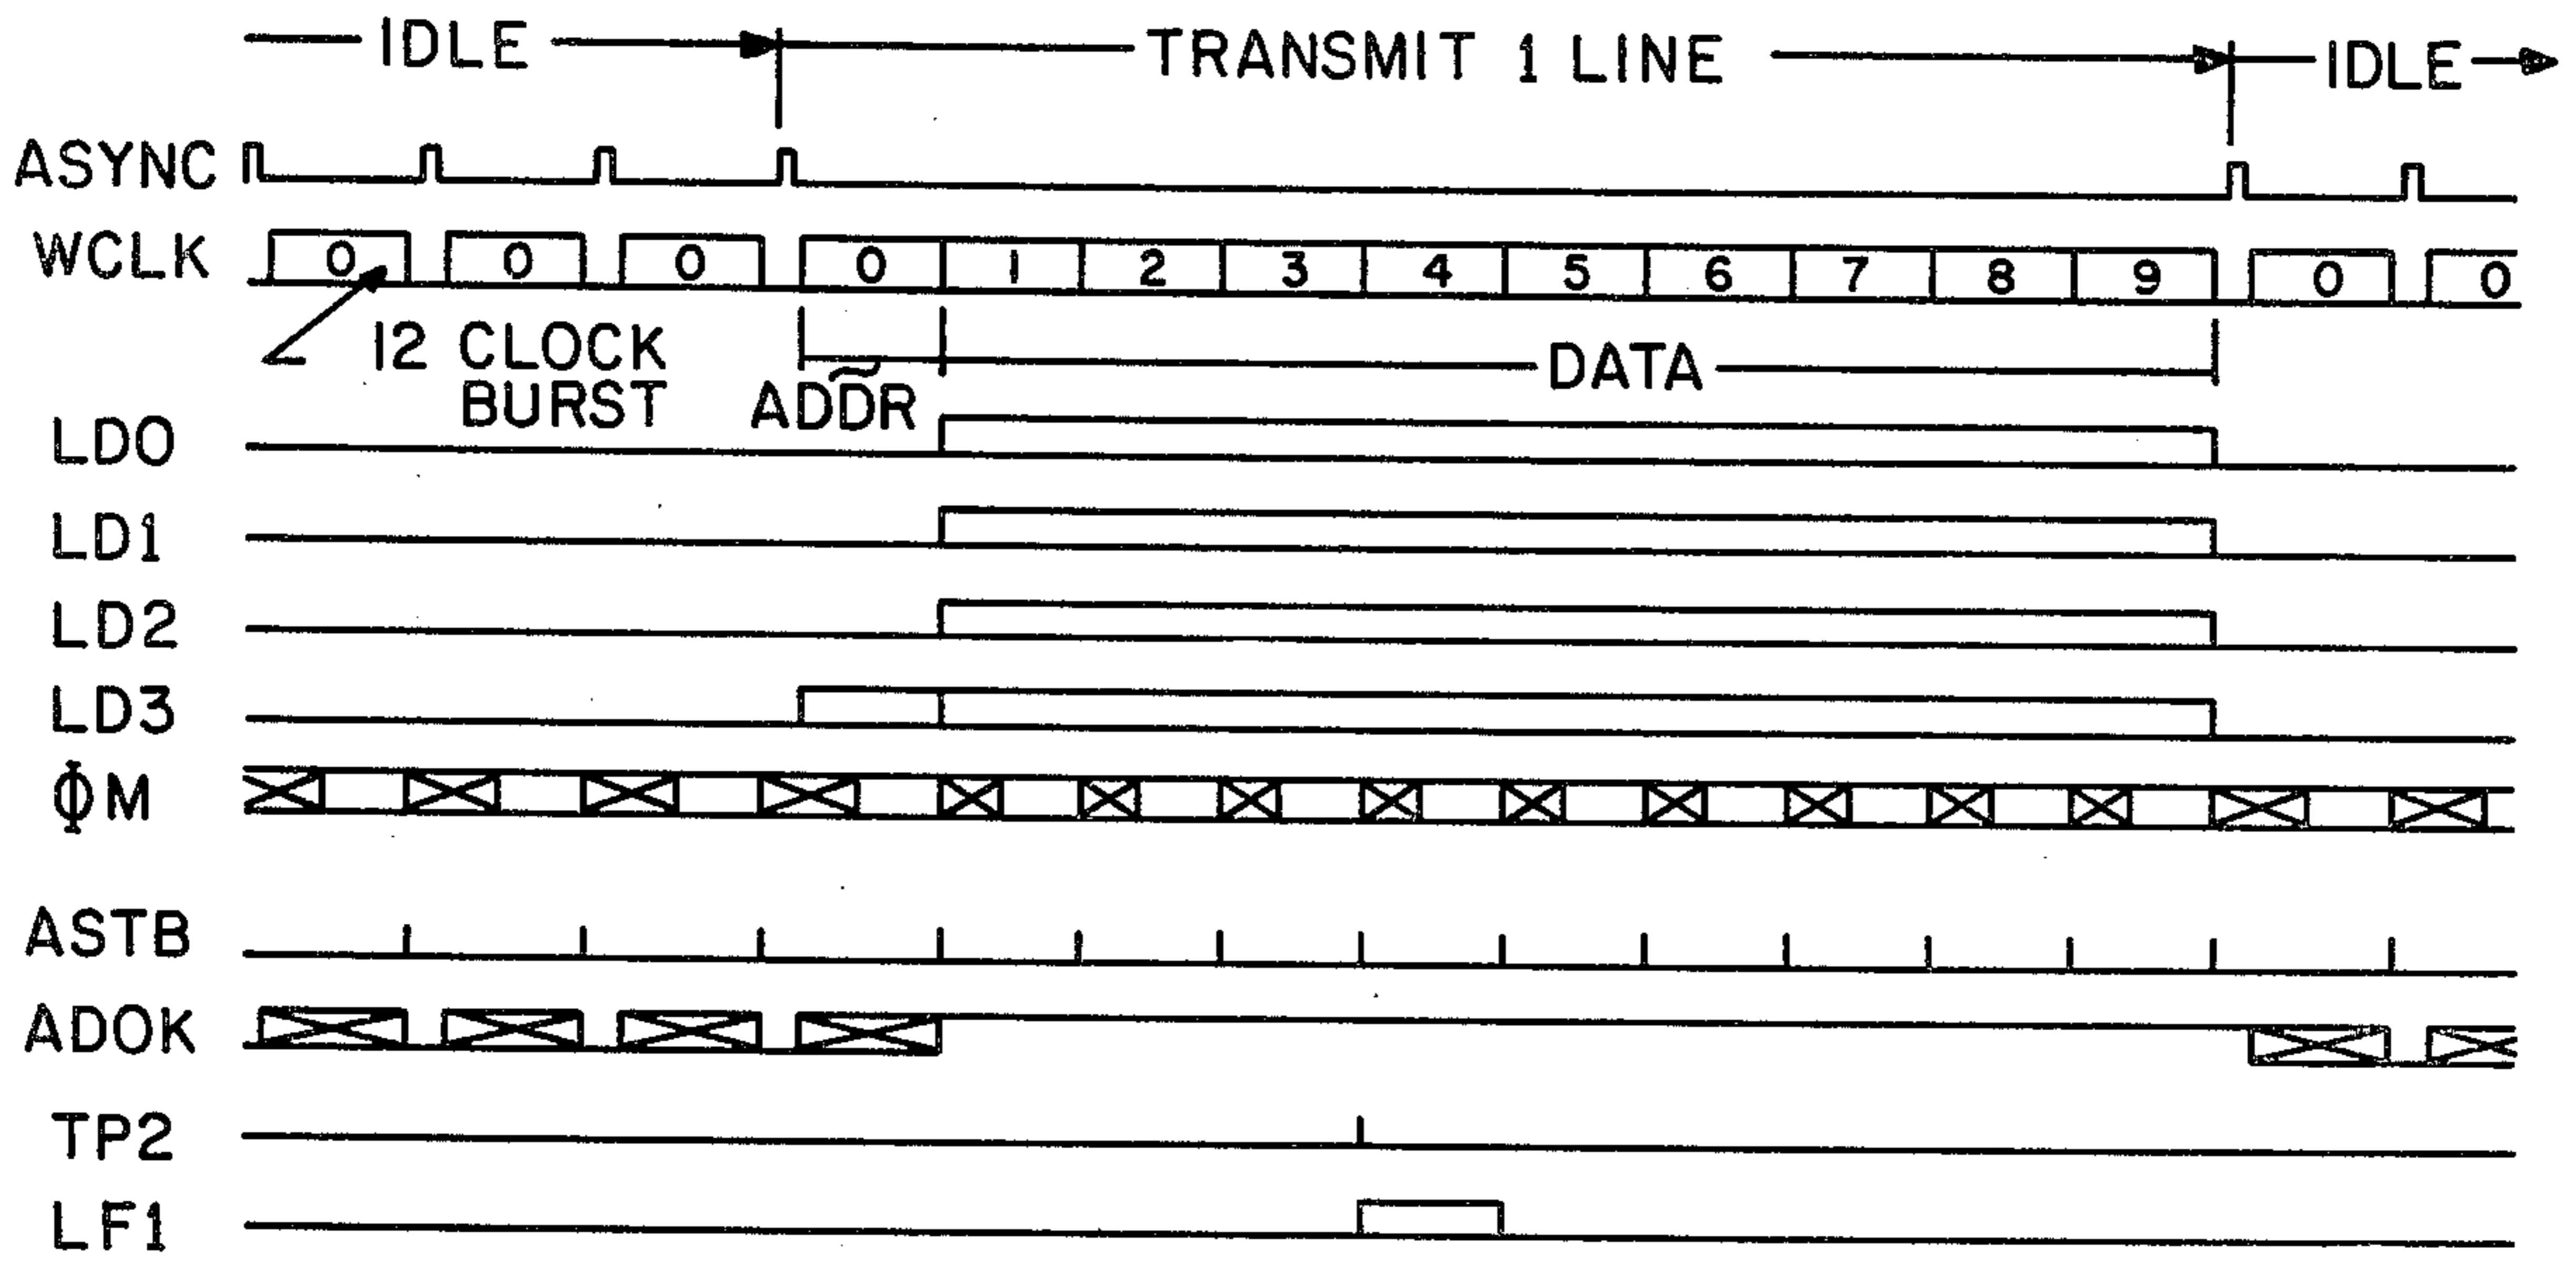 IDLE TRANSMIT 1 LINE IDLE
ASYNC
WCLK 0 0 0 0 1 2 3 4 5 6 7 8 9 0 0
12 CLOCK
BURST
ADDR
DATA
LD0
LD1
LD2
LD3
ΦM
ASTB
ADOK
TP2
LF1